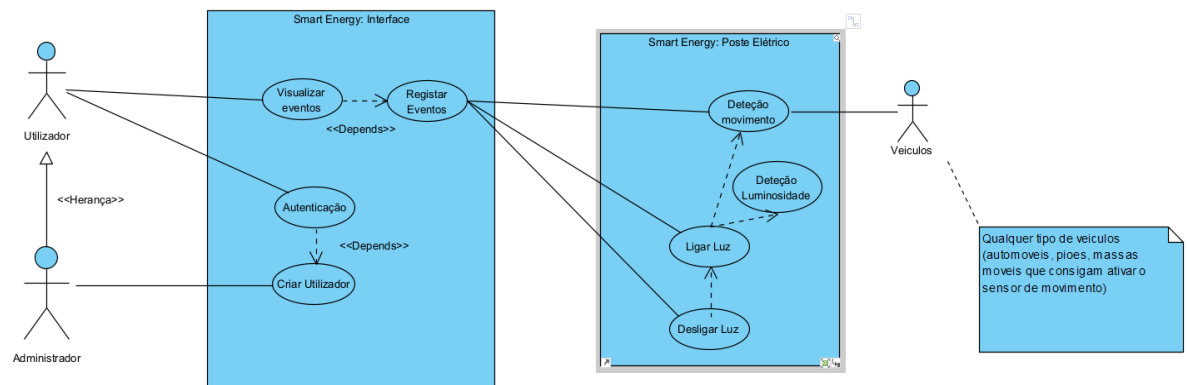 Smart Energy: Interface
Smart Energy: Poste Elétrico
Visualizar
eventos
Registar
Eventos
<<Depends>>
Deteção
movimento
Utilizador
Veiculos
<<Herança>>
Autenticação
Deteção
Luminosidade
<<Depends>>
Ligar Luz
Qualquer tipo de veiculos
(automoveis, pioes, massas
moveis que consigam ativar o
sensor de movimento)
Criar Utilizador
Desligar Luz
Administrador